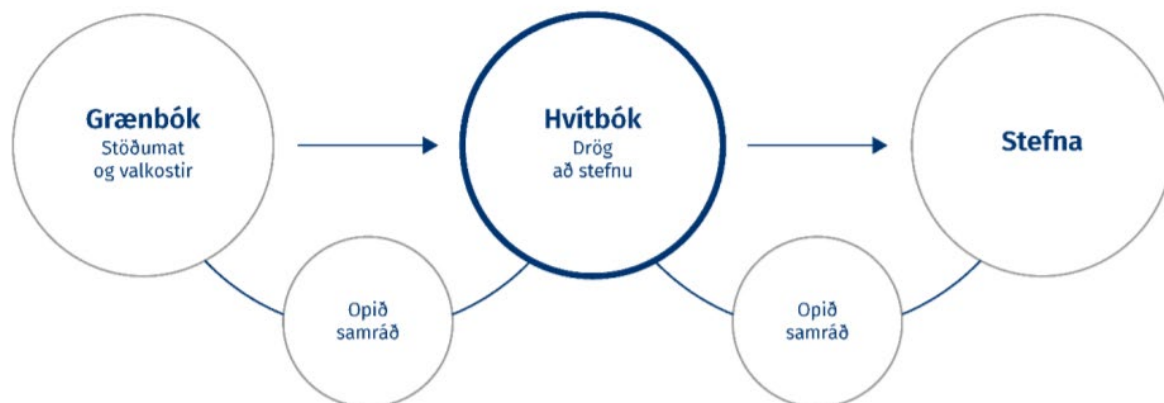 Grænbók
Stöðumat
og valkostir
Hvítbók
Drög
að stefnu
Stefna
Opið
samráð
Opið
samráð